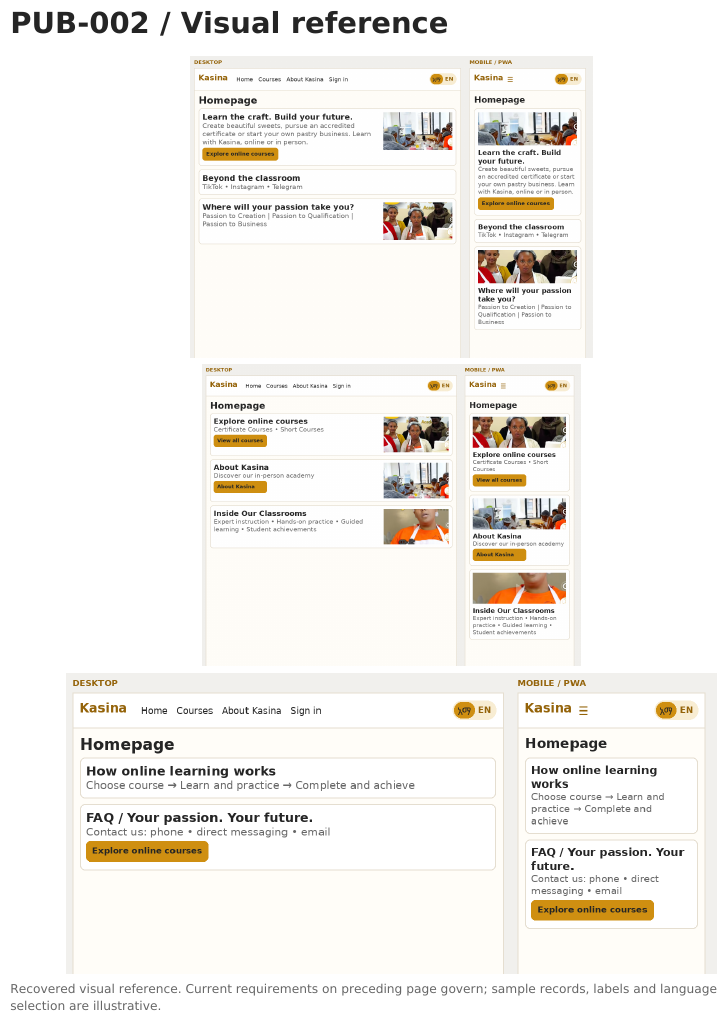 PUB-002 / Visual reference
DESKTOP
Kasina Home Courses About Kasina Sign in አማ EN
Homepage
Learn the craft. Build your future.
Create beautiful sweets, pursue an accredited
certificate or start your own pastry business. Learn
with Kasina, online or in person.
Explore online courses
Beyond the classroom
TikTok • Instagram • Telegram
Where will your passion take you?
Passion to Creation | Passion to Qualification |
Passion to Business
MOBILE / PWA
Kasina ☰ አማ EN
Homepage
Learn the craft. Build
your future.
Create beautiful sweets, pursue
an accredited certificate or start
your own pastry business. Learn
with Kasina, online or in person.
Explore online courses
Beyond the classroom
TikTok • Instagram • Telegram
Where will your passion
take you?
Passion to Creation | Passion to
Qualification | Passion to
Business
DESKTOP
Kasina Home Courses About Kasina Sign in አማ EN
Homepage
Explore online courses
Certificate Courses • Short Courses
View all courses
About Kasina
Discover our in-person academy
About Kasina
Inside Our Classrooms
Expert instruction • Hands-on practice • Guided
learning • Student achievements
MOBILE / PWA
Kasina ☰ አማ EN
Homepage
Explore online courses
Certificate Courses • Short
Courses
View all courses
About Kasina
Discover our in-person academy
About Kasina
Inside Our Classrooms
Expert instruction • Hands-on
practice • Guided learning •
Student achievements
DESKTOP
Kasina Home Courses About Kasina Sign in አማ EN
Homepage
How online learning works
Choose course → Learn and practice → Complete and achieve
FAQ / Your passion. Your future.
Contact us: phone • direct messaging • email
Explore online courses
MOBILE / PWA
Kasina ☰ አማ EN
Homepage
How online learning
works
Choose course → Learn and
practice → Complete and
achieve
FAQ / Your passion. Your
future.
Contact us: phone • direct
messaging • email
Explore online courses
Recovered visual reference. Current requirements on preceding page govern; sample records, labels and language
selection are illustrative.